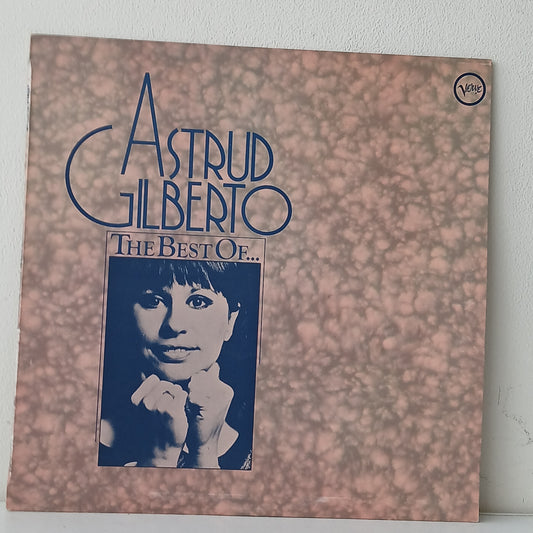 Verve
ASTRUD
GILBERTO
THE BEST OF...